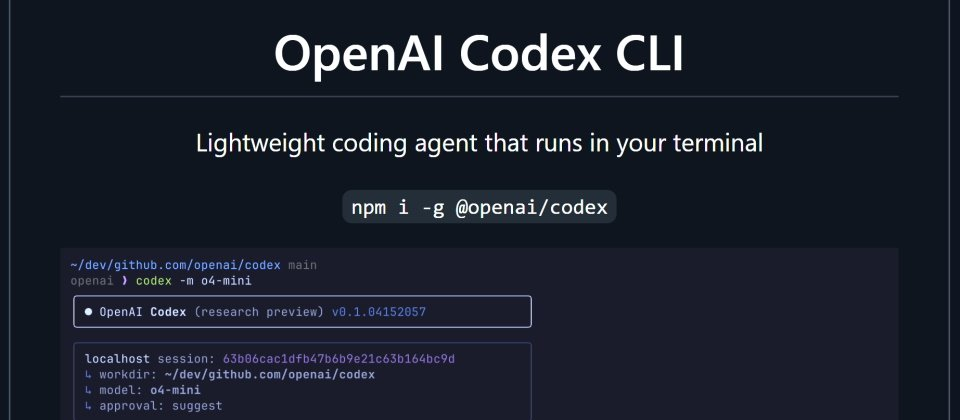 OpenAI Codex CLI
Lightweight coding agent that runs in your terminal
npm i -g @openai/codex
~/dev/github.com/openai/codex main
openai ❯ codex -m o4-mini
● OpenAI Codex (research preview) v0.1.04152057
localhost session: 63b06cac1dfb47b6b9e21c63b164bc9d
↳ workdir: ~/dev/github.com/openai/codex
↳ model: o4-mini
↳ approval: suggest